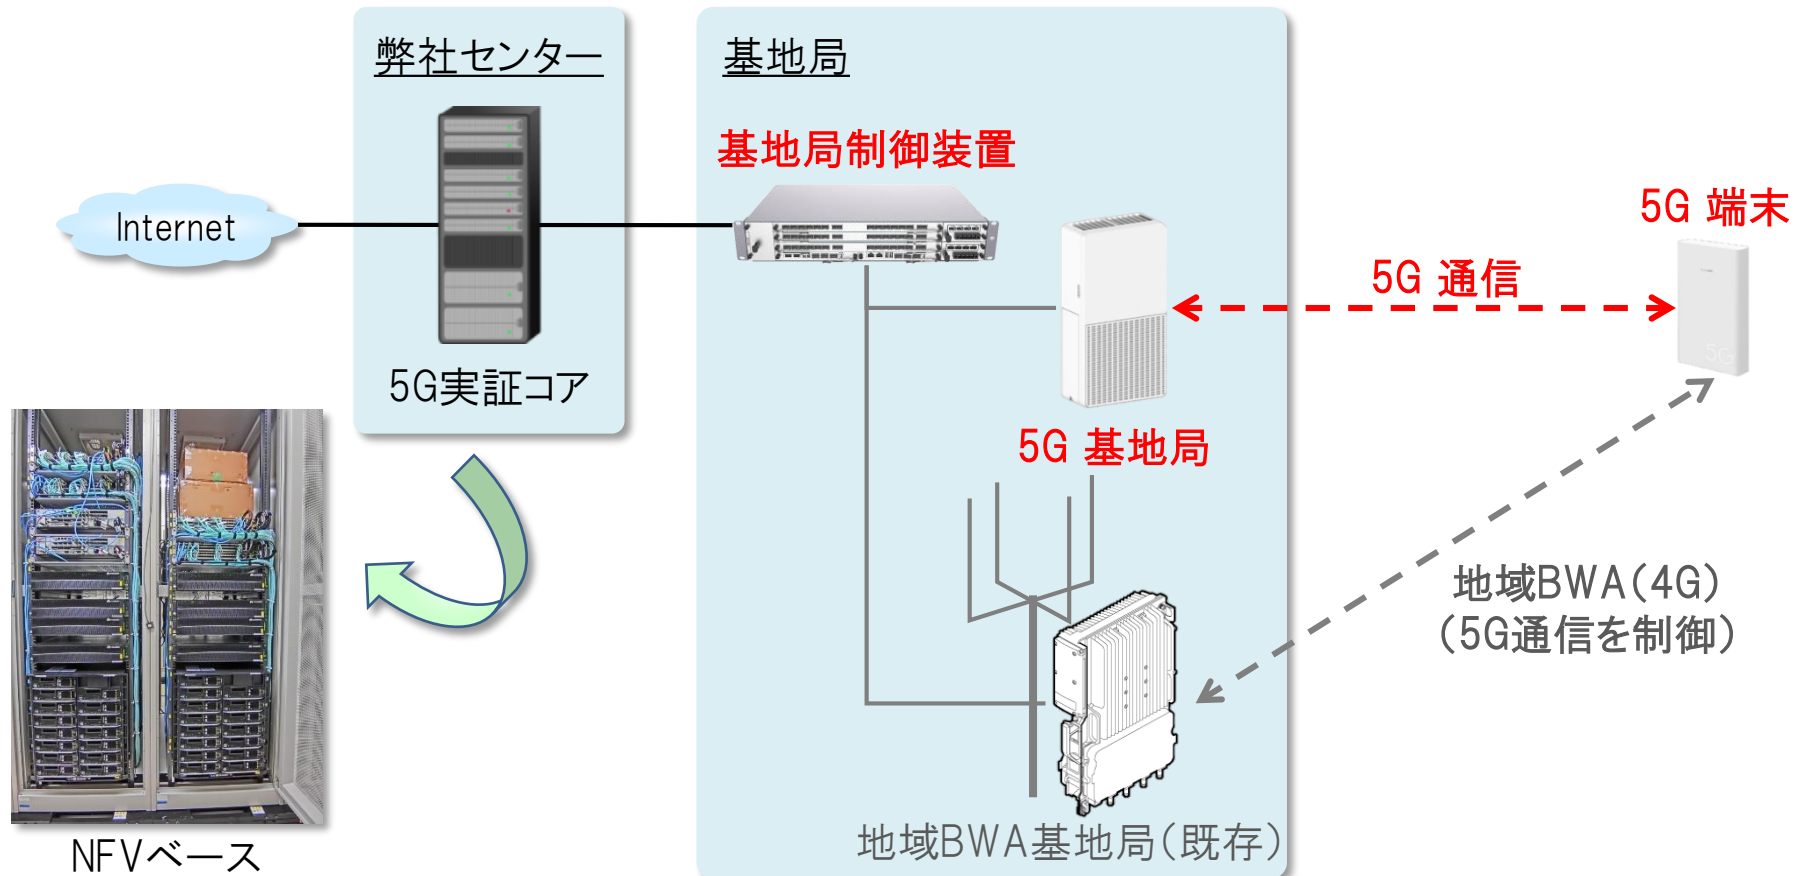 弊社センター
基地局
基地局制御装置
Internet
5G 端末
5G 通信
5G
5G実証コア
5G 基地局
地域BWA(4G)
(5G通信を制御)
地域BWA基地局(既存)
NFVベース